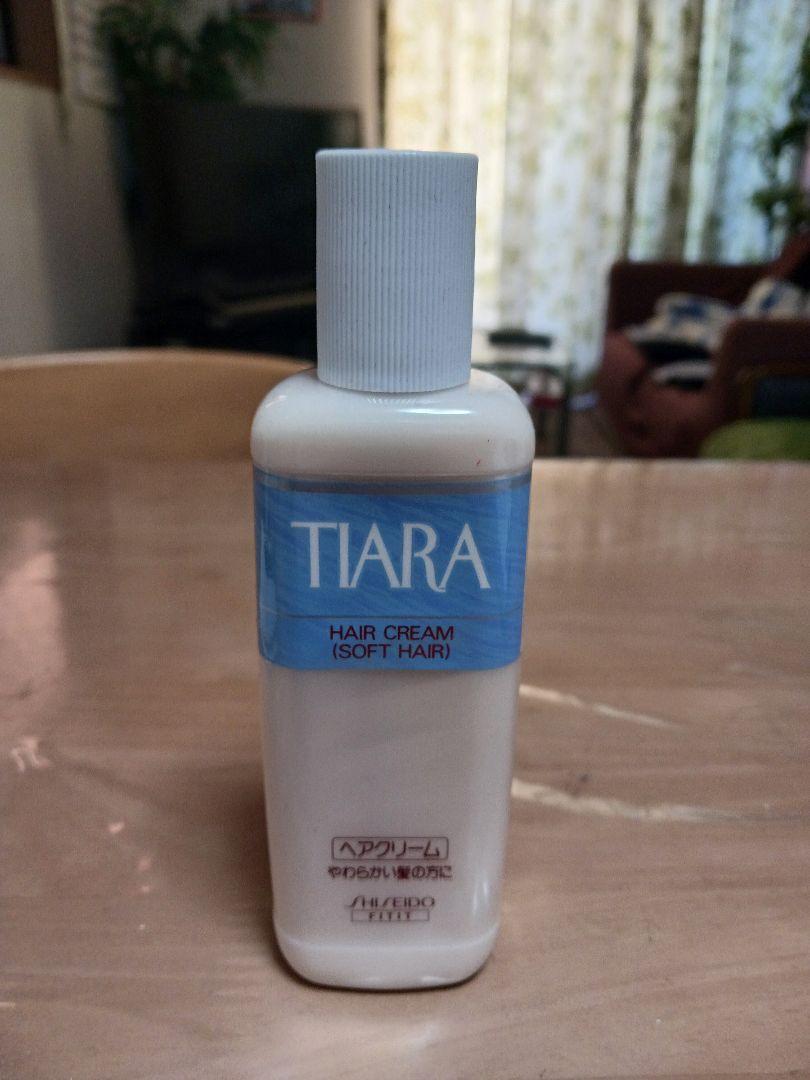 TIARA
HAIR CREAM
(SOFT HAIR)
ヘアクリーム
やわらかい髪の方に
SHISEIDO
FITIT